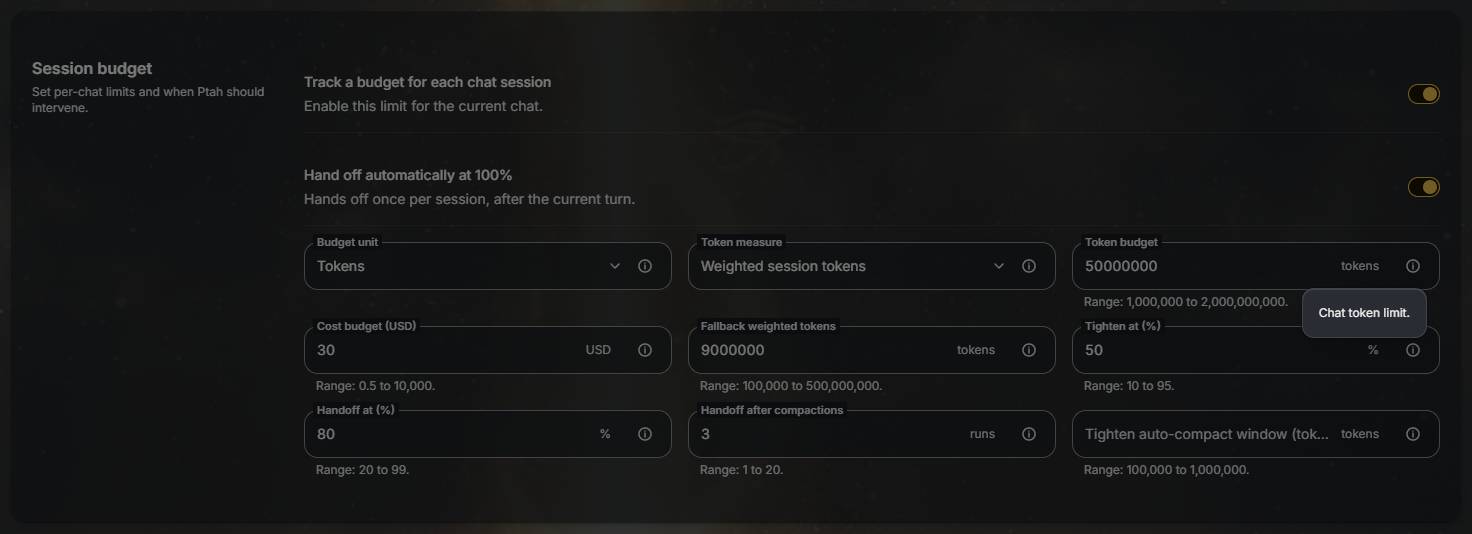 Session budget
Set per-chat limits and when Ptah should
intervene.
Track a budget for each chat session
Enable this limit for the current chat.
Hand off automatically at 100%
Hands off once per session, after the current turn.
Budget unit
Tokens
Token measure
Weighted session tokens
Token budget
50000000 tokens
Range: 1,000,000 to 2,000,000,000.
Chat token limit.
Cost budget (USD)
30 USD
Range: 0.5 to 10,000.
Fallback weighted tokens
9000000 tokens
Range: 100,000 to 500,000,000.
Tighten at (%)
50 %
Range: 10 to 95.
Handoff at (%)
80 %
Range: 20 to 99.
Handoff after compactions
3 runs
Range: 1 to 20.
Tighten auto-compact window (tok... tokens
Range: 100,000 to 1,000,000.